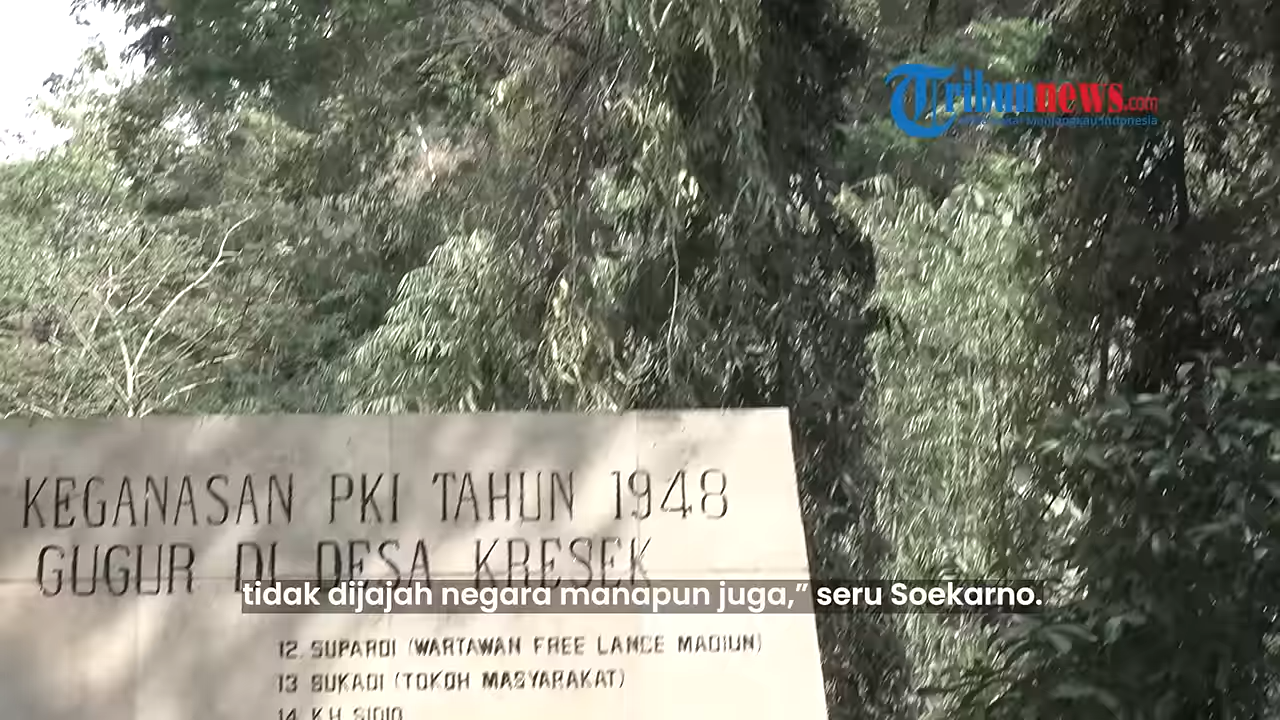 Tribunnews.com
KEGANASAN PKI TAHUN 1948
GUGUR DI DESA KRESEK
tidak dijajah negara manapun juga,” seru Soekarno.
12. SUPARDI (WARTAWAN FREE LANCE MADIUN)
13 SUKADI (TOKOH MASYARAKAT)
14 K.H. SIDIQ